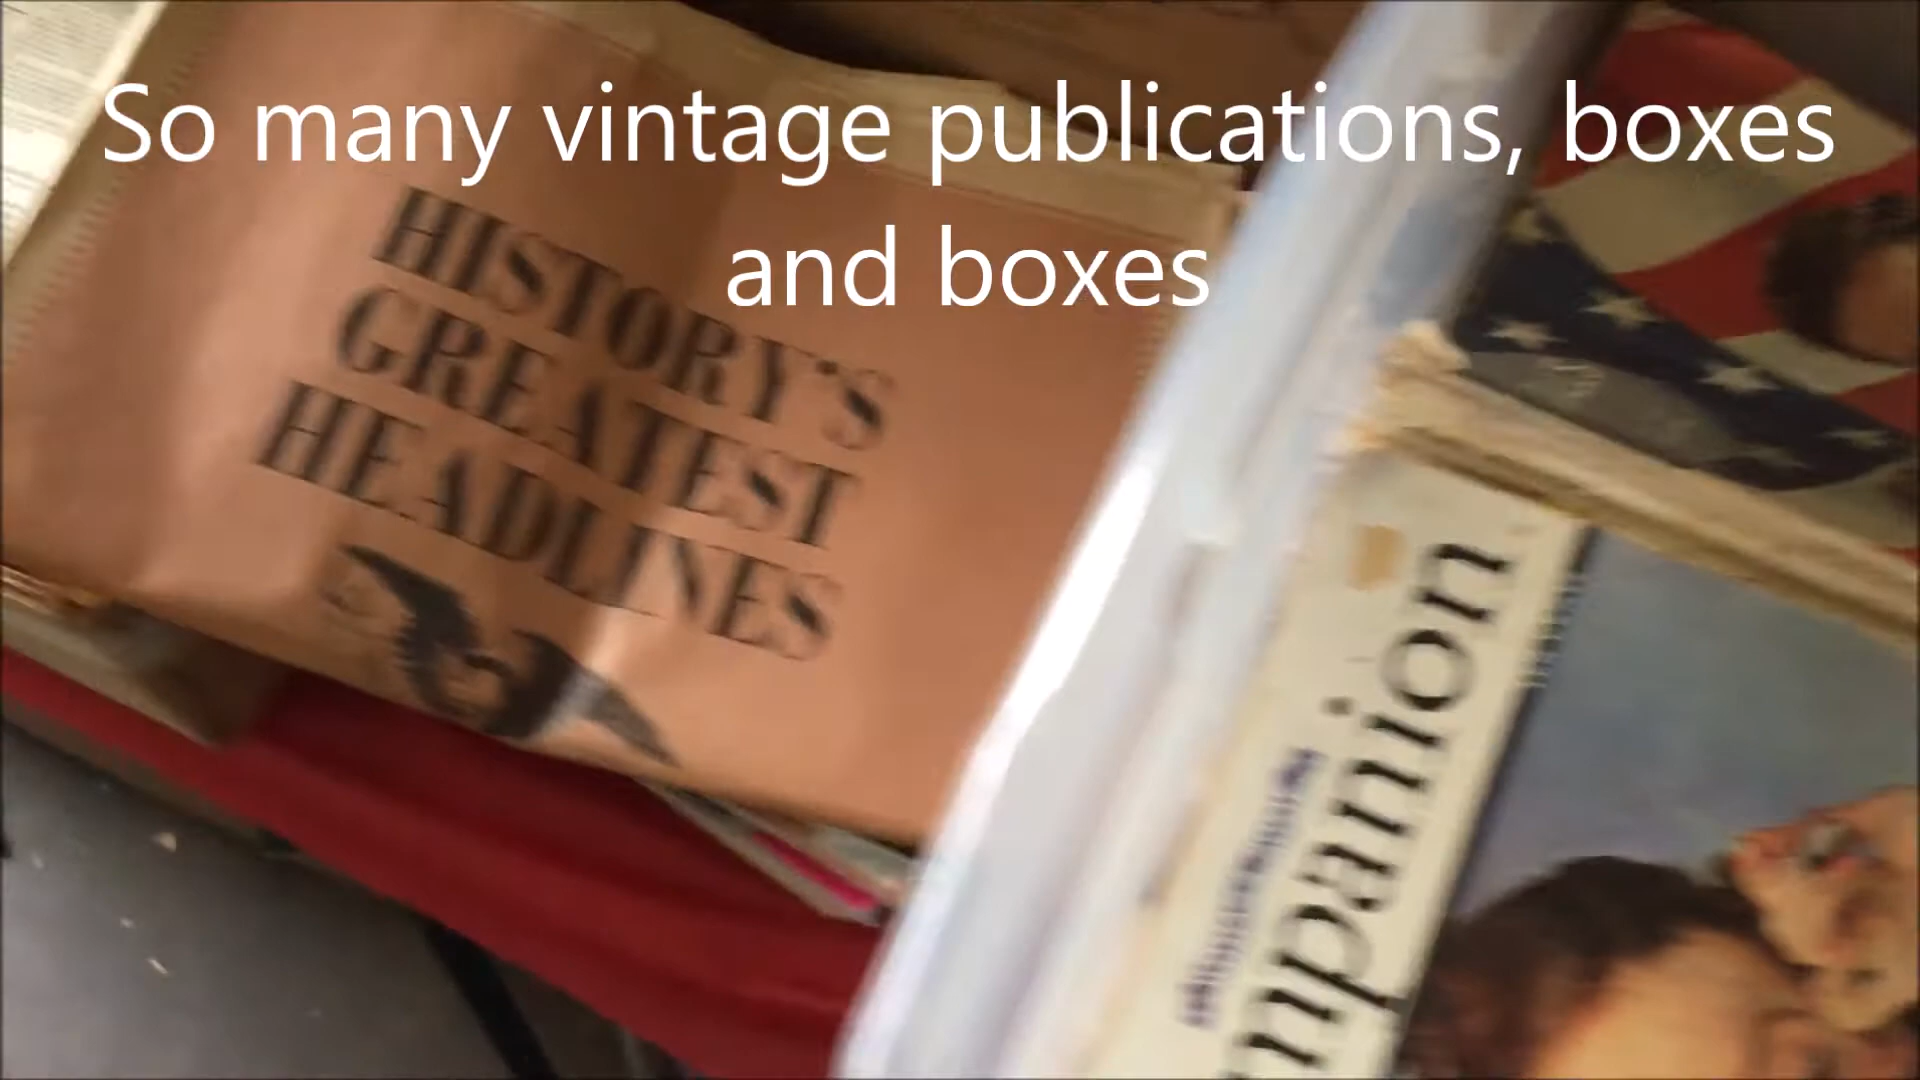 So many vintage publications, boxes
and boxes
HISTORY'S
GREATEST
HEADLINES
mpanion